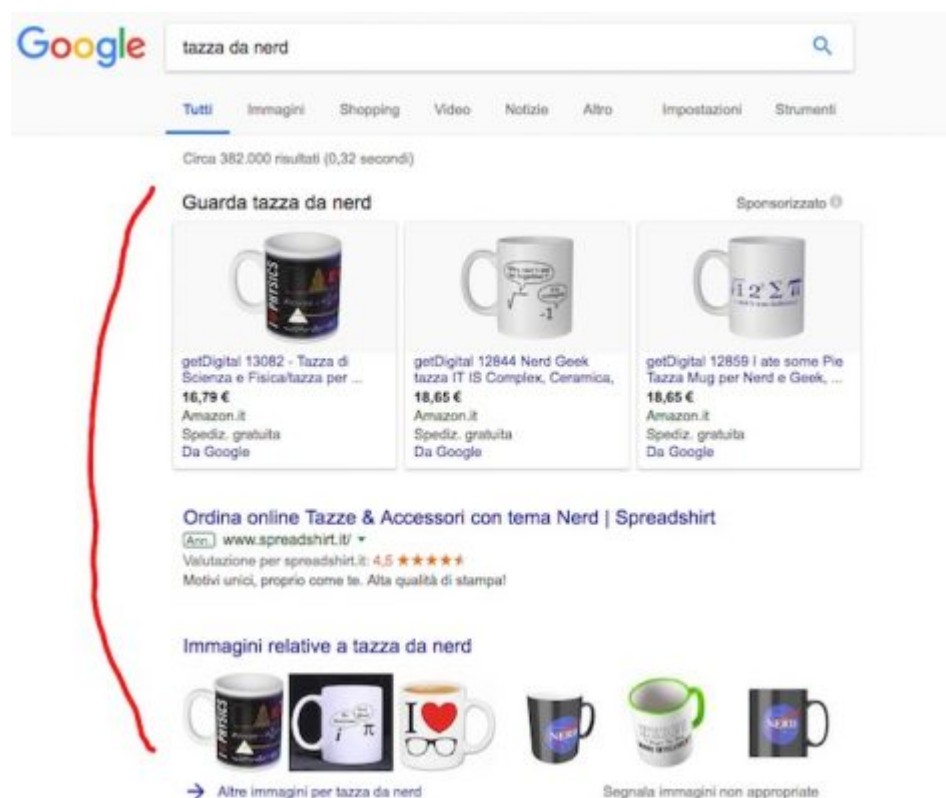 Google
tazza da nerd
Tutti Immagini Shopping Video Notizie Altro Impostazioni Strumenti
Circa 382.000 risultati (0,32 secondi)
Guarda tazza da nerd Sponsorizzato
getDigital 13082 - Tazza di
Scienza e Fisica/tazza per ...
16,79 €
Amazon.it
Spediz. gratuita
Da Google
getDigital 12844 Nerd Geek
tazza IT IS Complex, Ceramica,
18,65 €
Amazon.it
Spediz. gratuita
Da Google
getDigital 12859 I ate some Pie
Tazza Mug per Nerd e Geek, ...
18,65 €
Amazon.it
Spediz. gratuita
Da Google
Ordina online Tazze & Accessori con tema Nerd | Spreadshirt
Ann. www.spreadshirt.it/
Valutazione per spreadshirt.it: 4,5 ★★★★★
Motivi unici, proprio come te. Alta qualità di stampa!
Immagini relative a tazza da nerd
I
NERD
NERD
→ Altre immagini per tazza da nerd Segnala immagini non appropriate